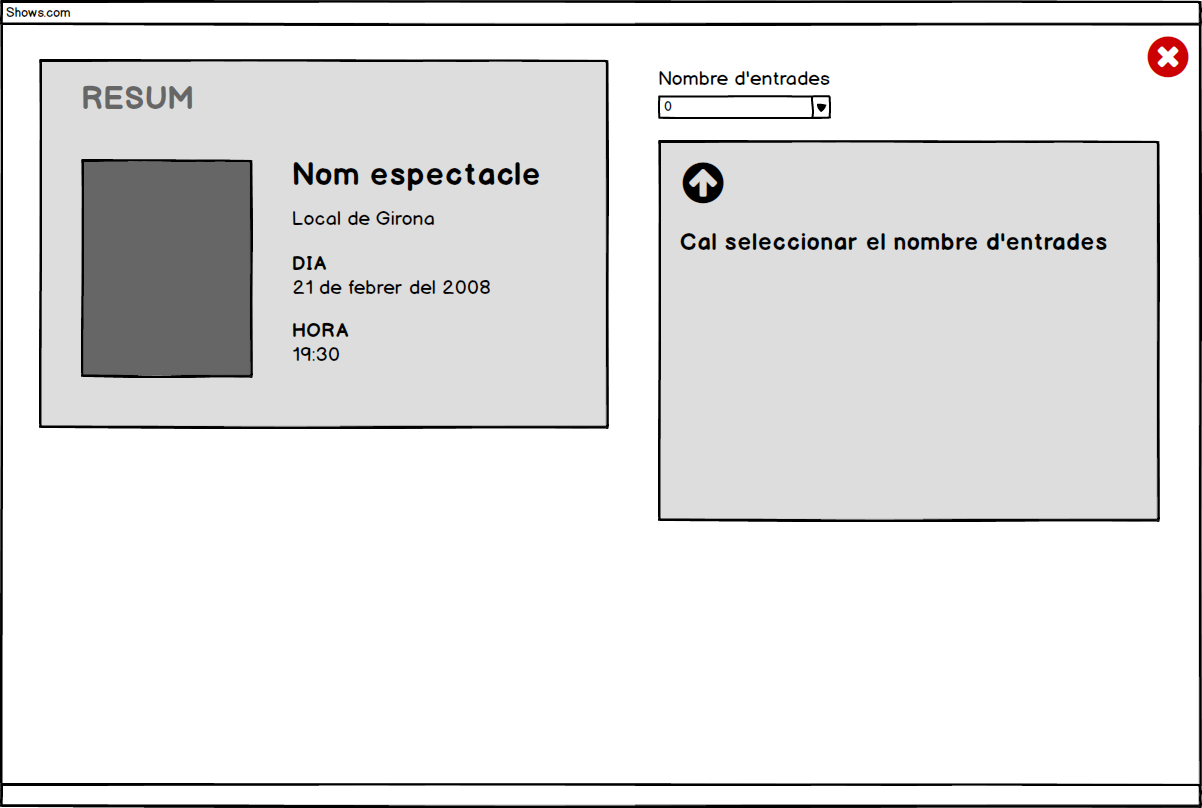 Shows.com
RESUM
Nom espectacle
Local de Girona
DIA
21 de febrer del 2008
HORA
19:30
Nombre d'entrades
0
Cal seleccionar el nombre d'entrades